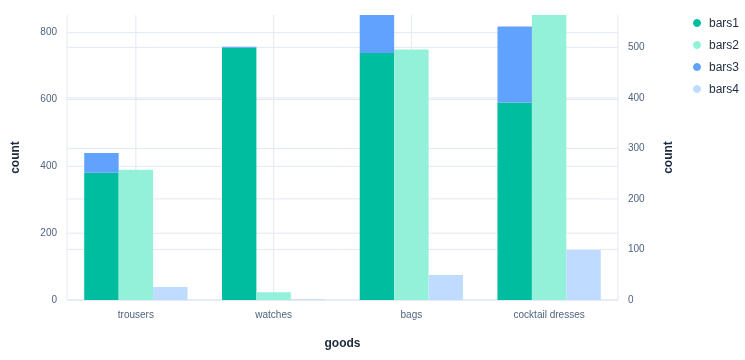 800
600
400
200
0
count
trousers
watches
bags
cocktail dresses
goods
500
400
300
200
100
0
count
bars1
bars2
bars3
bars4